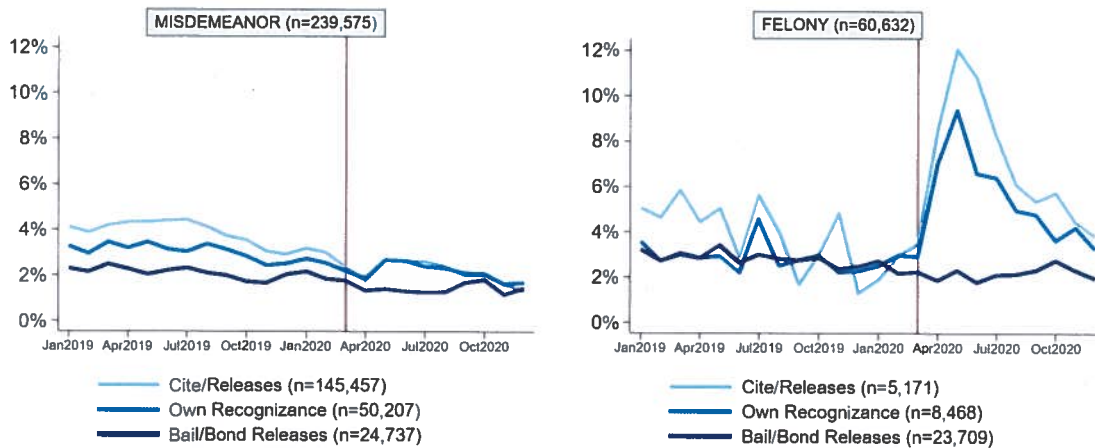 MISDEMEANOR (n=239,575)
12%
10%
8%
6%
4%
2%
0%
Jan2019 Apr2019 Jul2019 Oct2019 Jan2020 Apr2020 Jul2020 Oct2020
Cite/Releases (n=145,457)
Own Recognizance (n=50,207)
Bail/Bond Releases (n=24,737)
FELONY (n=60,632)
12%
10%
8%
6%
4%
2%
0%
Jan2019 Apr2019 Jul2019 Oct2019 Jan2020 Apr2020 Jul2020 Oct2020
Cite/Releases (n=5,171)
Own Recognizance (n=8,468)
Bail/Bond Releases (n=23,709)